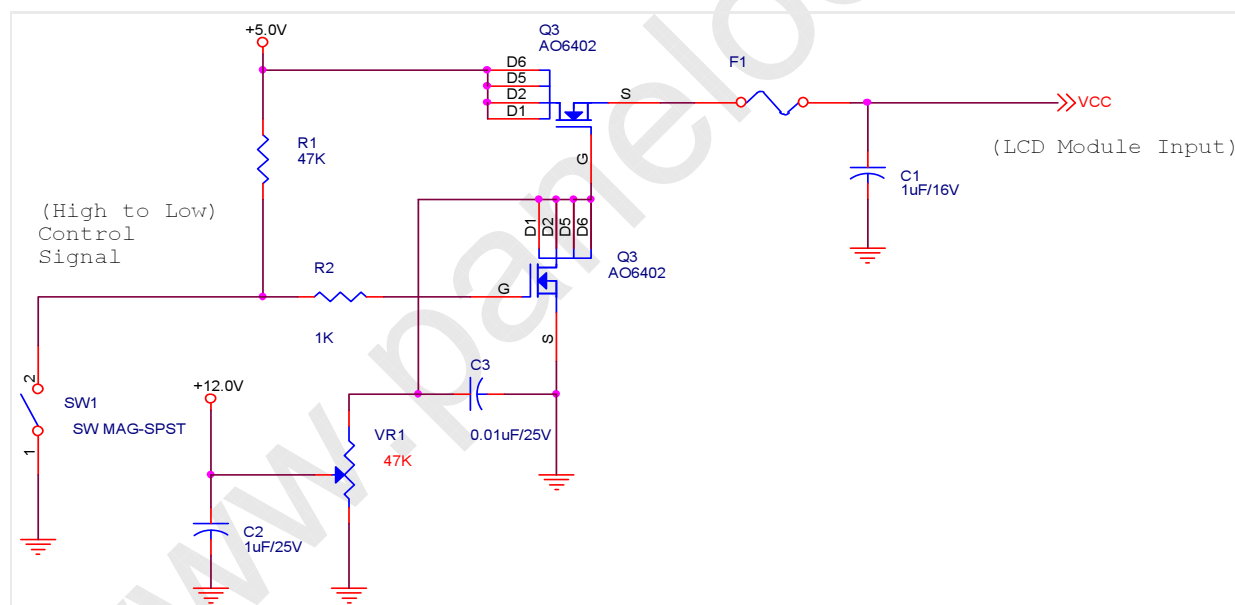 +5.0V
Q3
AO6402
D6
D5
D2
D1
S
G
F1
VCC
(LCD Module Input)
R1
47K
C1
1uF/16V
(High to Low)
Control
Signal
D1
D2
D5
D6
Q3
AO6402
R2
1K
G
S
C3
0.01uF/25V
+12.0V
2
SW1
SW MAG-SPST
1
VR1
47K
C2
1uF/25V
www.panelo